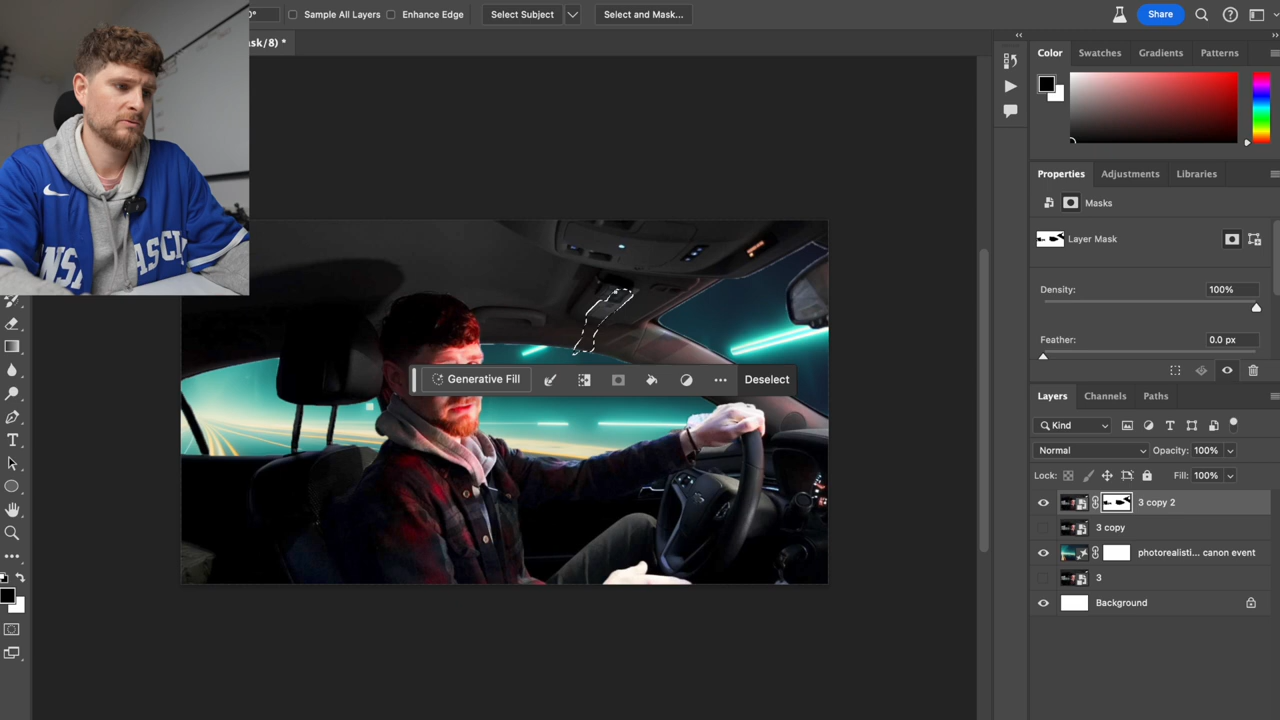 0° Sample All Layers Enhance Edge Select Subject Select and Mask... Share
ask/8) *
Color Swatches Gradients Patterns
Properties Adjustments Libraries
Masks
Layer Mask
Density: 100%
Feather: 0.0 px
Generative Fill Deselect
Layers Channels Paths
Kind
Normal Opacity: 100%
Lock: Fill: 100%
3 copy 2
3 copy
photorealisti... canon event
3
Background